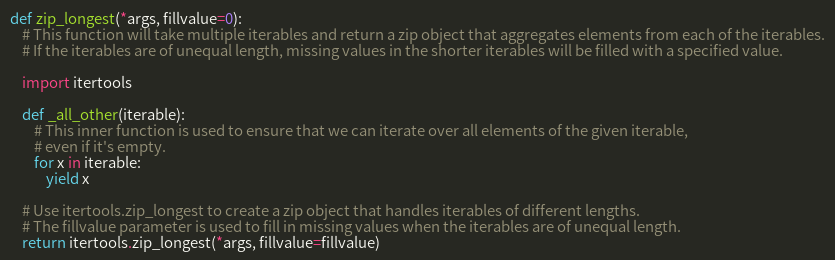 def zip_longest(*args, fillvalue=0):
    # This function will take multiple iterables and return a zip object that aggregates elements from each of the iterables.
    # If the iterables are of unequal length, missing values in the shorter iterables will be filled with a specified value.

    import itertools

    def _all_other(iterable):
        # This inner function is used to ensure that we can iterate over all elements of the given iterable,
        # even if it's empty.
        for x in iterable:
            yield x

    # Use itertools.zip_longest to create a zip object that handles iterables of different lengths.
    # The fillvalue parameter is used to fill in missing values when the iterables are of unequal length.
    return itertools.zip_longest(*args, fillvalue=fillvalue)